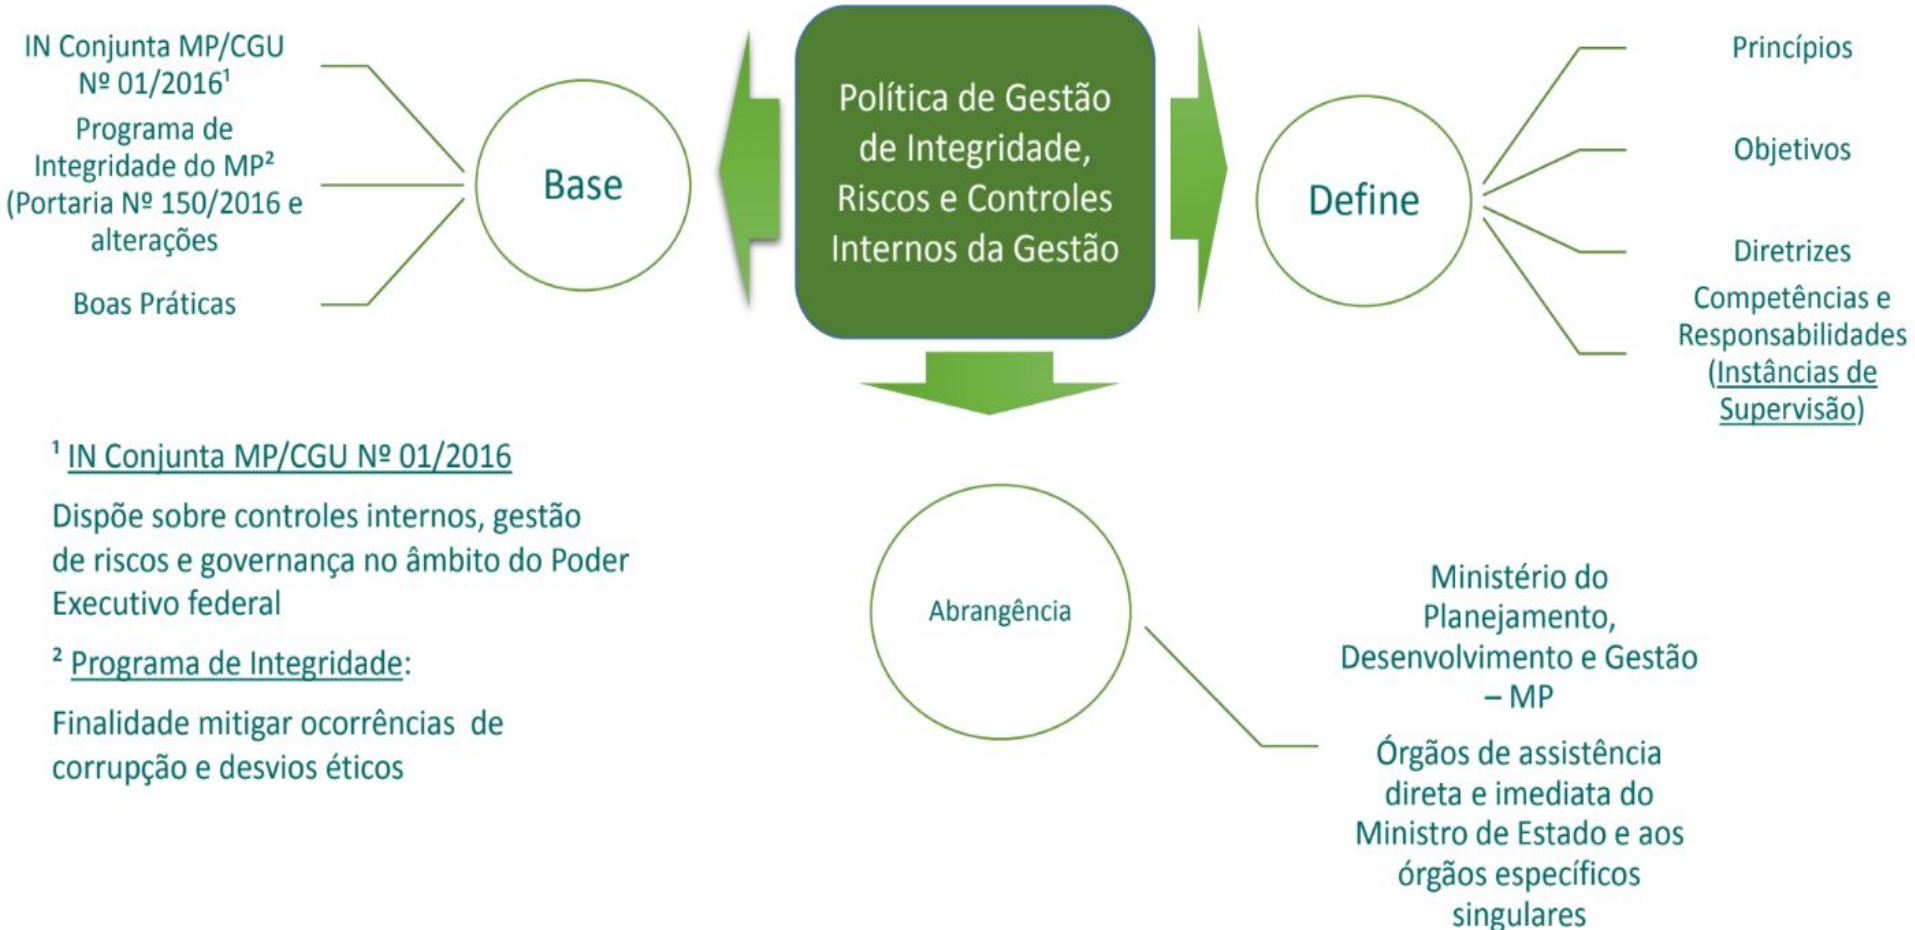 IN Conjunta MP/CGU
Nº 01/2016¹
Programa de
Integridade do MP²
(Portaria Nº 150/2016 e
alterações
Boas Práticas
Base
Política de Gestão
de Integridade,
Riscos e Controles
Internos da Gestão
Define
Princípios
Objetivos
Diretrizes
Competências e
Responsabilidades
(Instâncias de
Supervisão)
¹ IN Conjunta MP/CGU Nº 01/2016
Dispõe sobre controles internos, gestão
de riscos e governança no âmbito do Poder
Executivo federal
² Programa de Integridade:
Finalidade mitigar ocorrências de
corrupção e desvios éticos
Abrangência
Ministério do
Planejamento,
Desenvolvimento e Gestão
– MP
Órgãos de assistência
direta e imediata do
Ministro de Estado e aos
órgãos específicos
singulares